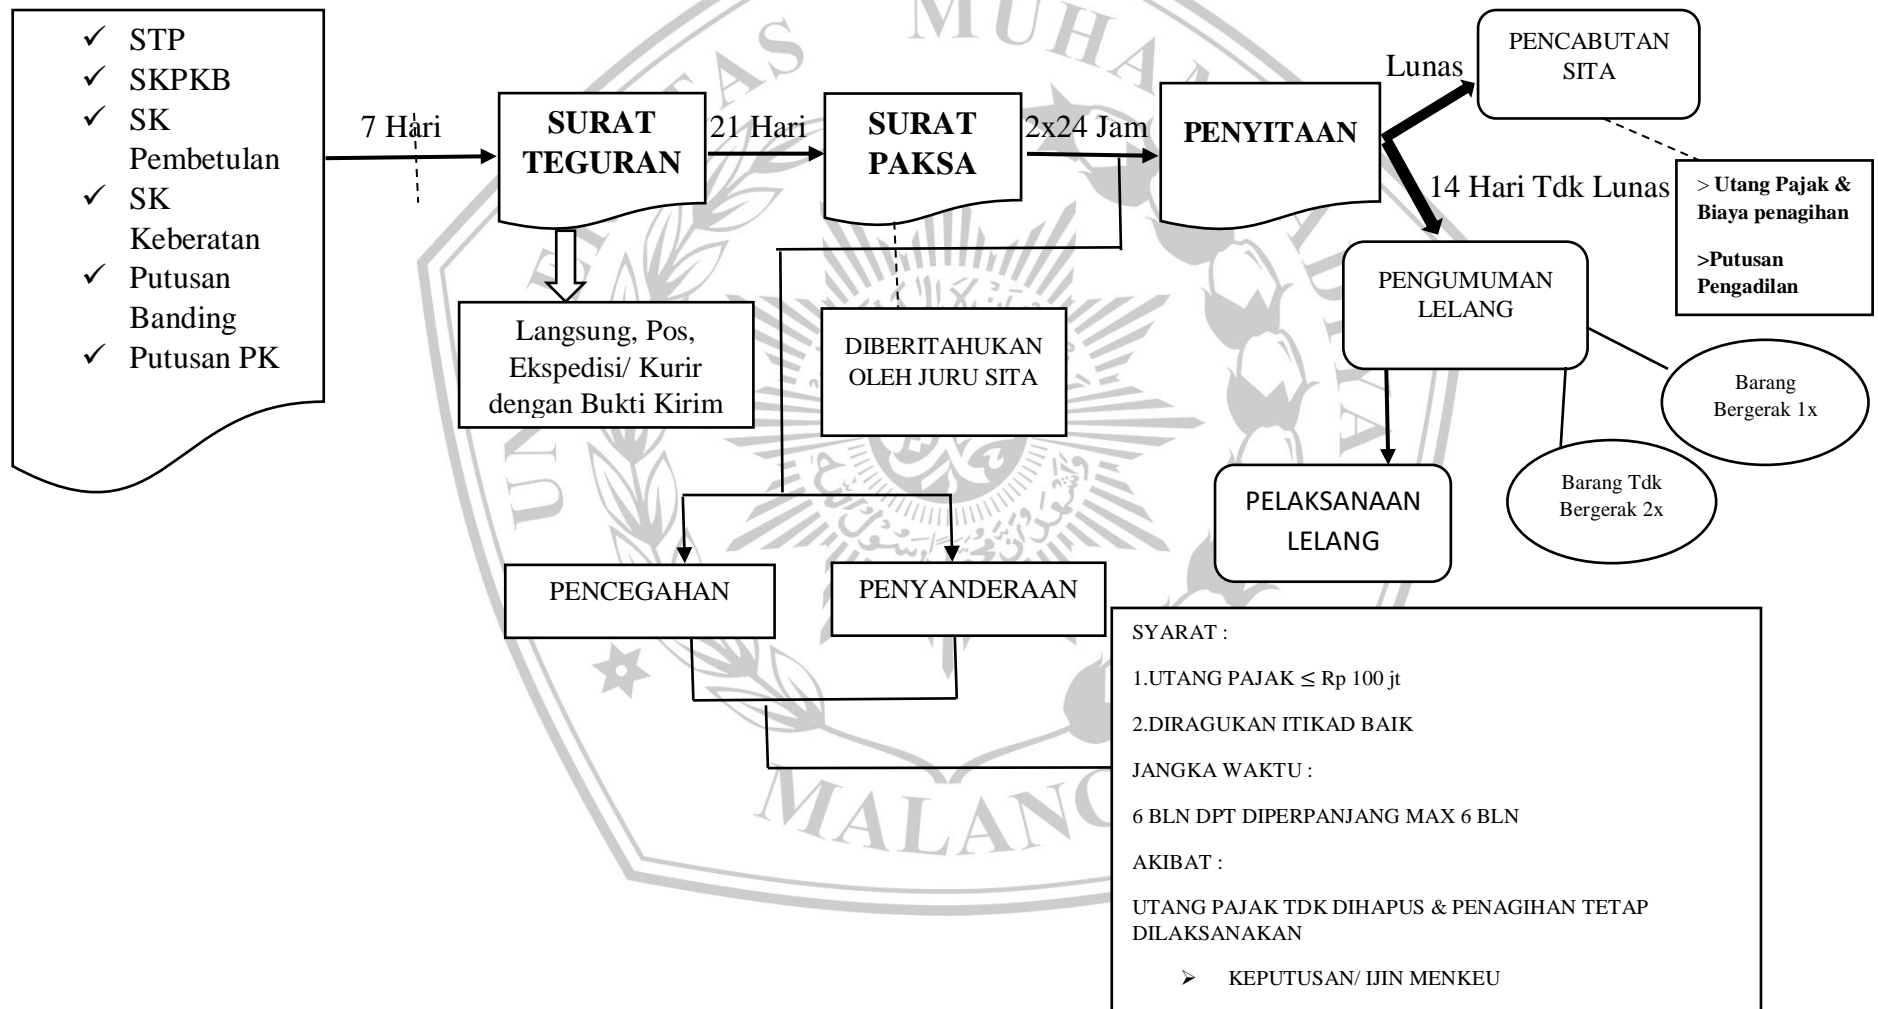 ✓ STP
✓ SKPKB
✓ SK
Pembetulan
✓ SK
Keberatan
✓ Putusan
Banding
✓ Putusan PK
7 Hari
SURAT
TEGURAN
21 Hari
SURAT
PAKSA
2x24 Jam
PENYITAAN
Lunas
PENCABUTAN
SITA
14 Hari Tdk Lunas
> Utang Pajak &
Biaya penagihan
>Putusan
Pengadilan
Langsung, Pos,
Ekspedisi/ Kurir
dengan Bukti Kirim
DIBERITAHUKAN
OLEH JURU SITA
PENGUMUMAN
LELANG
Barang
Bergerak 1x
Barang Tdk
Bergerak 2x
PELAKSANAAN
LELANG
PENCEGAHAN
PENYANDERAAN
SYARAT :
1.UTANG PAJAK ≤ Rp 100 jt
2.DIRAGUKAN ITIKAD BAIK
JANGKA WAKTU :
6 BLN DPT DIPERPANJANG MAX 6 BLN
AKIBAT :
UTANG PAJAK TDK DIHAPUS & PENAGIHAN TETAP
DILAKSANAKAN
➢ KEPUTUSAN/ IJIN MENKEU
MALANG